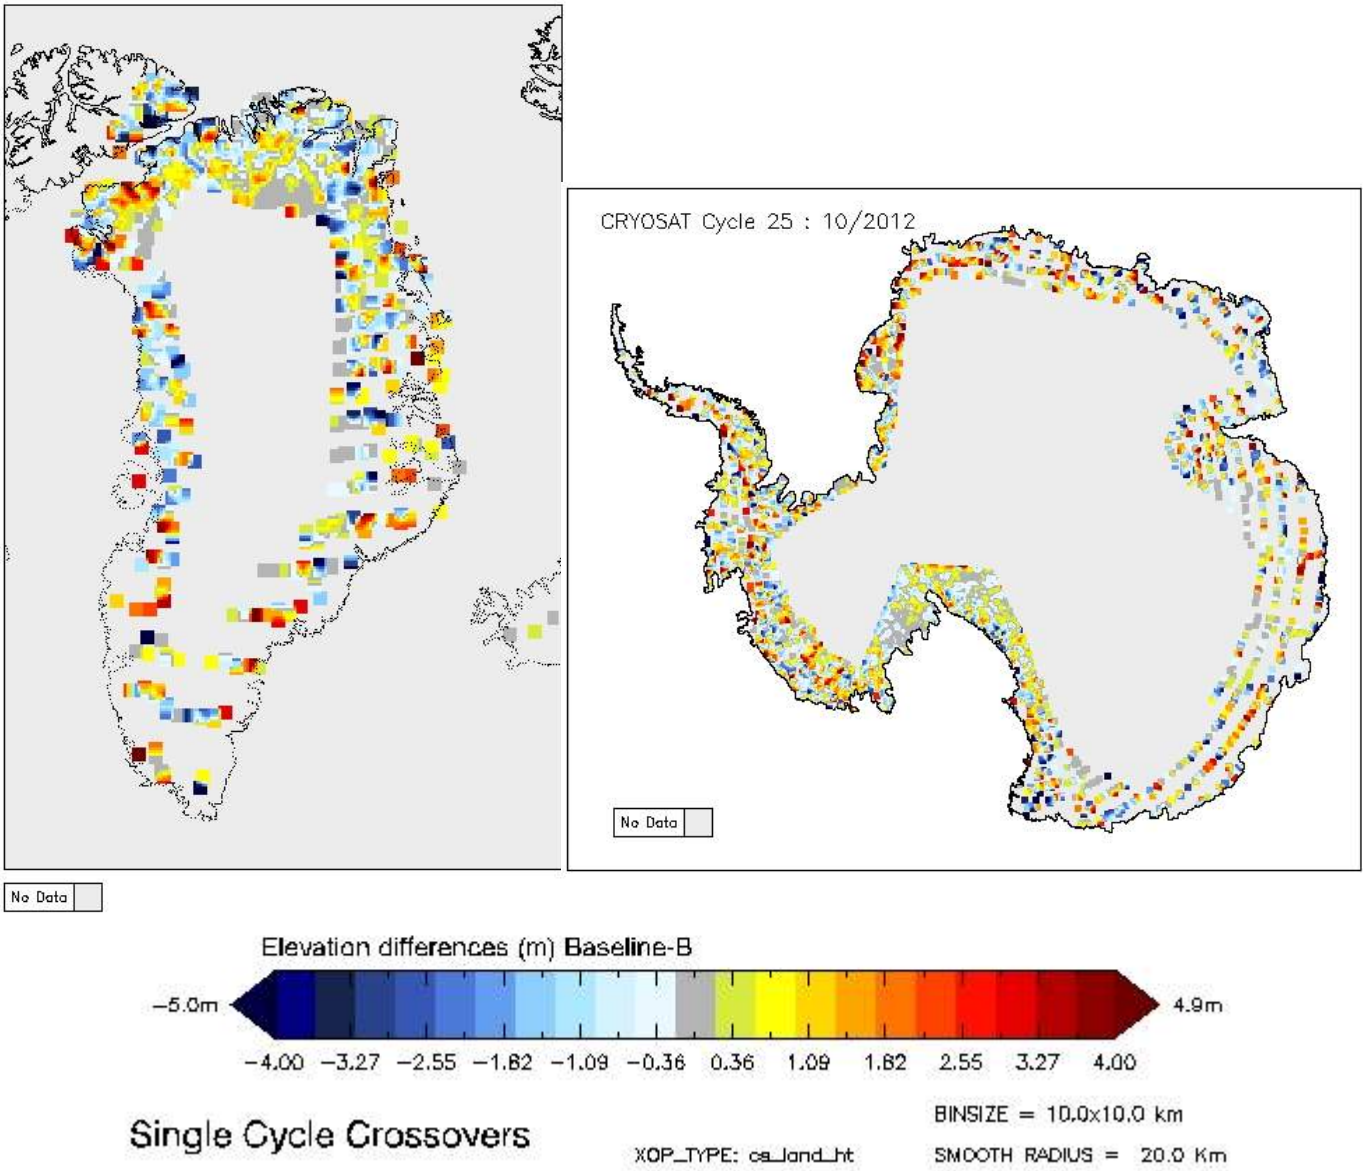 CRYOSAT Cycle 25 : 10/2012
No Data
No Data
Elevation differences (m) Baseline-B
-5.0m
4.9m
-4.00 -3.27 -2.55 -1.82 -1.09 -0.36 0.36 1.09 1.82 2.55 3.27 4.00
Single Cycle Crossovers
BINSIZE = 10.0x10.0 km
XOP_TYPE: cs_land_ht
SMOOTH RADIUS = 20.0 Km